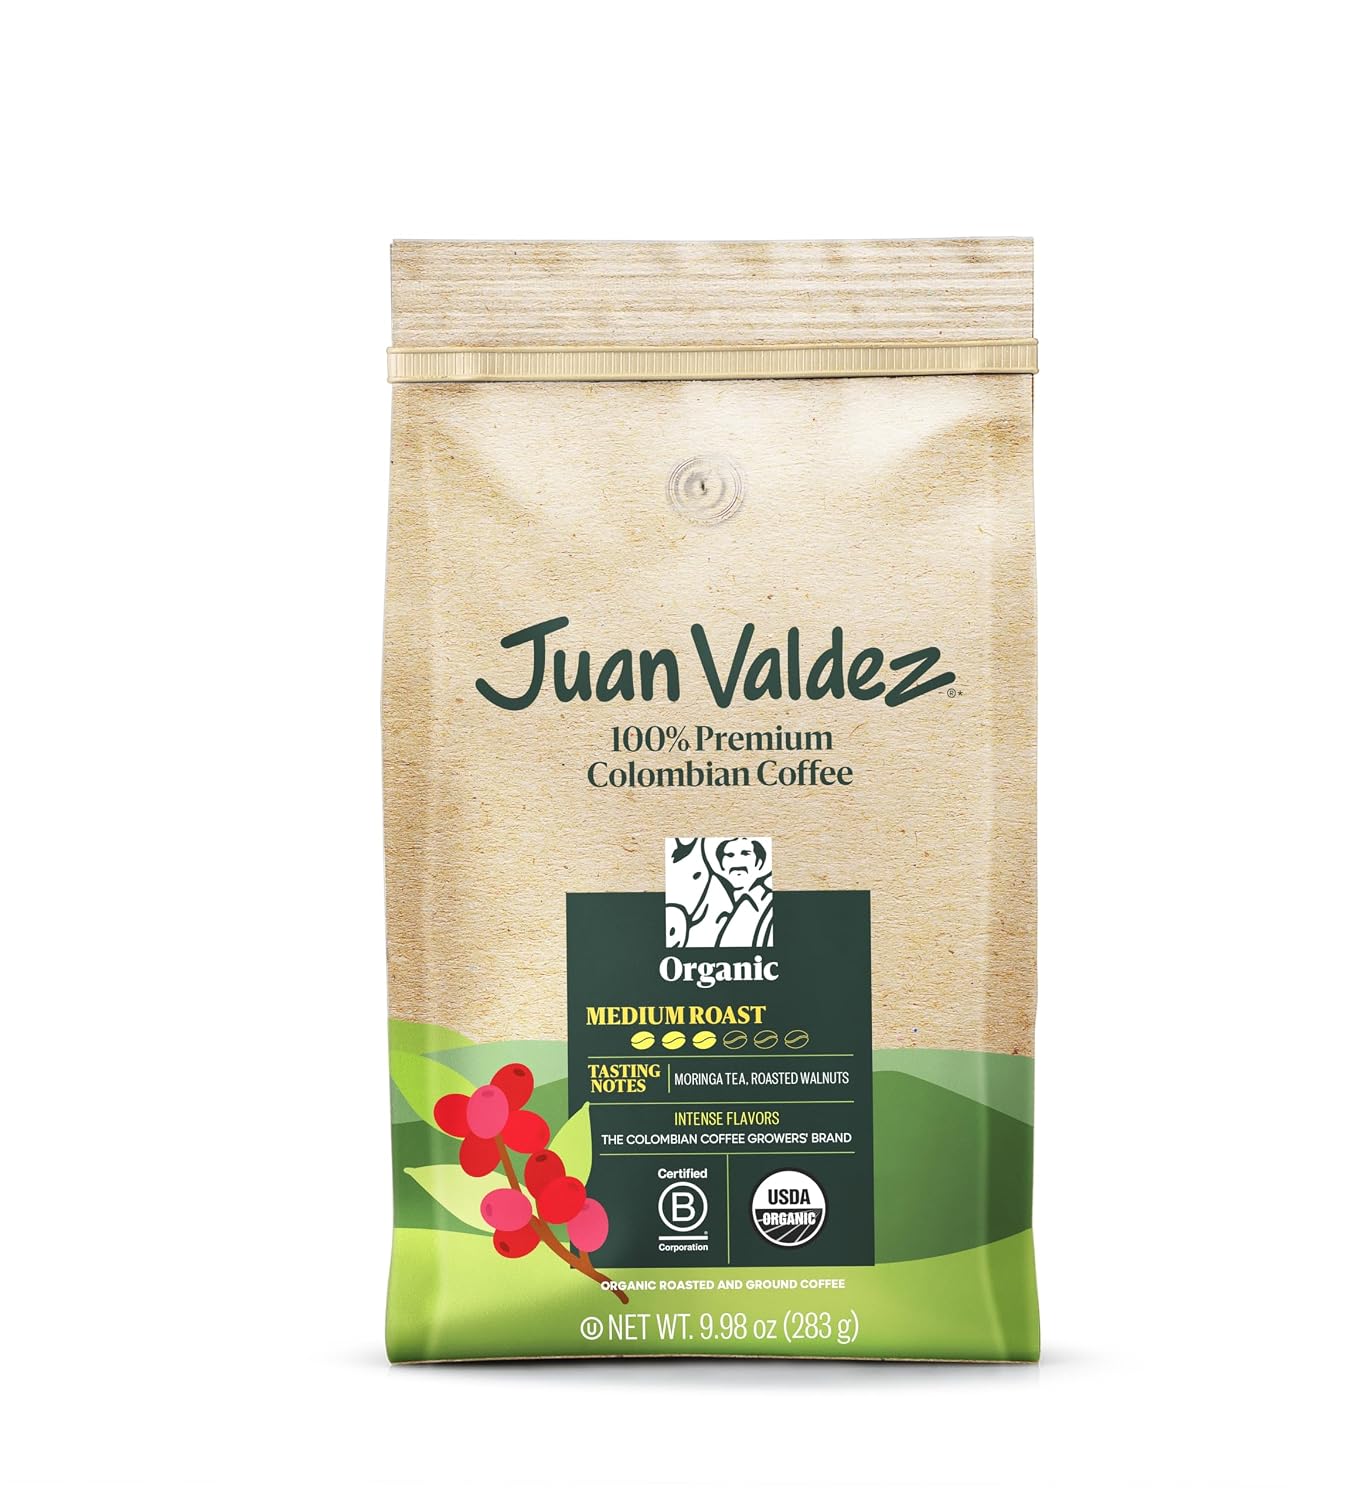 Juan Valdez®*
100% Premium
Colombian Coffee
Organic
MEDIUM ROAST
TASTING
NOTES
MORINGA TEA, ROASTED WALNUTS
INTENSE FLAVORS
THE COLOMBIAN COFFEE GROWERS' BRAND
Certified
B
®
Corporation
USDA
ORGANIC
ORGANIC ROASTED AND GROUND COFFEE
U NET WT. 9.98 oz (283 g)